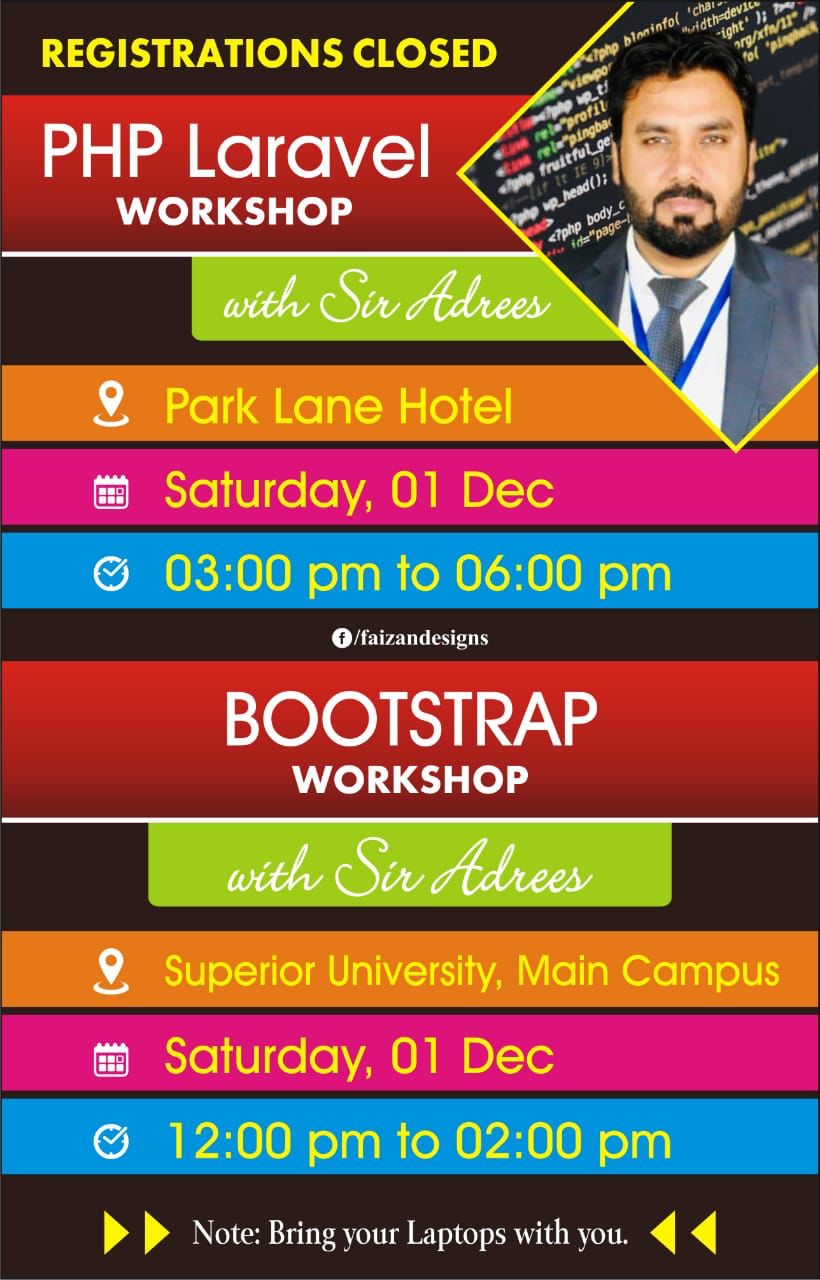 REGISTRATIONS CLOSED
PHP Laravel
WORKSHOP
with Sir Adrees
Park Lane Hotel
Saturday, 01 Dec
03:00 pm to 06:00 pm
f/faizandesigns
BOOTSTRAP
WORKSHOP
with Sir Adrees
Superior University, Main Campus
Saturday, 01 Dec
12:00 pm to 02:00 pm
Note: Bring your Laptops with you.